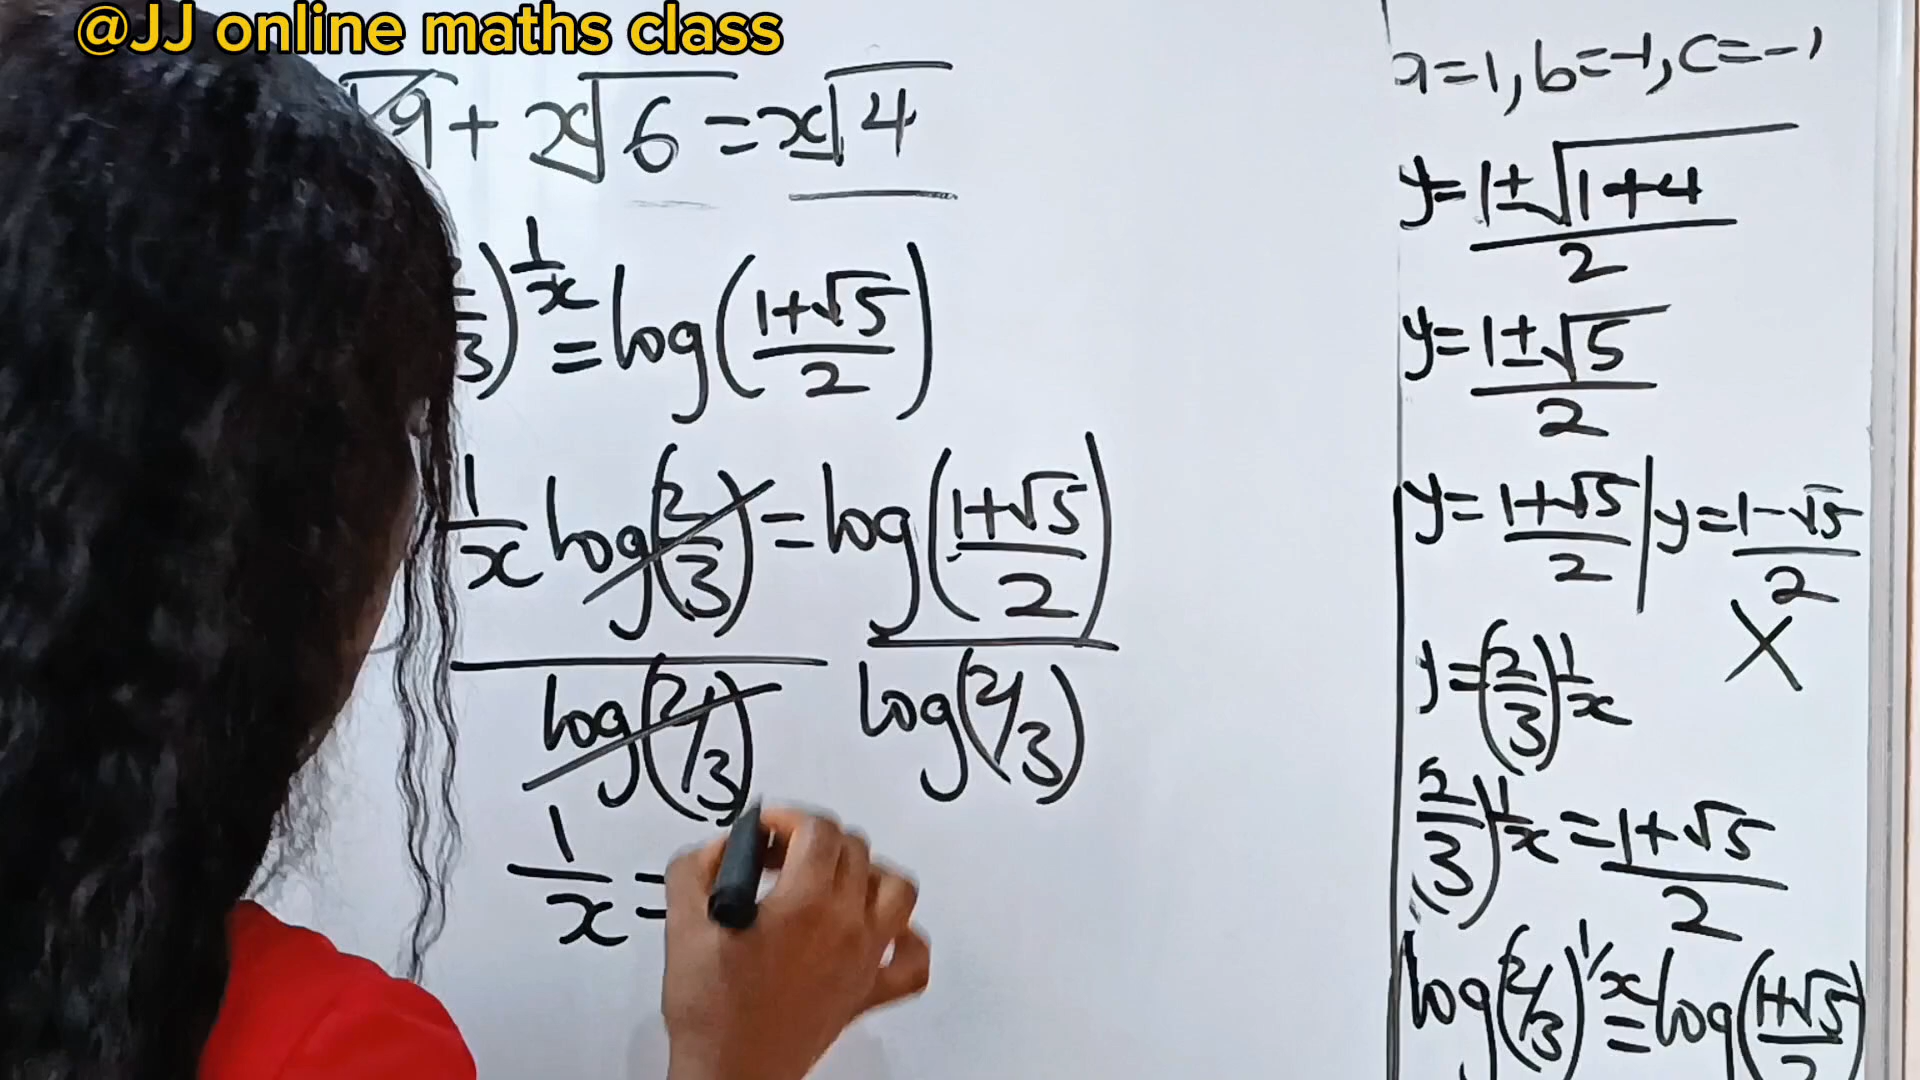 @JJ online maths class
√9 + ˣ√6 = ˣ√4
3)^(1/x) = log((1+√5)/2)
1/x log(2/3) = log((1+√5)/2)
log(2/3) log(2/3)
1/x =
a=1, b=-1, c=-1
y = (1±√(1+4))/2
y = (1±√5)/2
y = (1+√5)/2 | y = (1-√5)/2
X
y = (2/3)^(1/x)
2/3)^(1/x) = (1+√5)/2
log(2/3)^(1/x) = log((1+√5)/2)